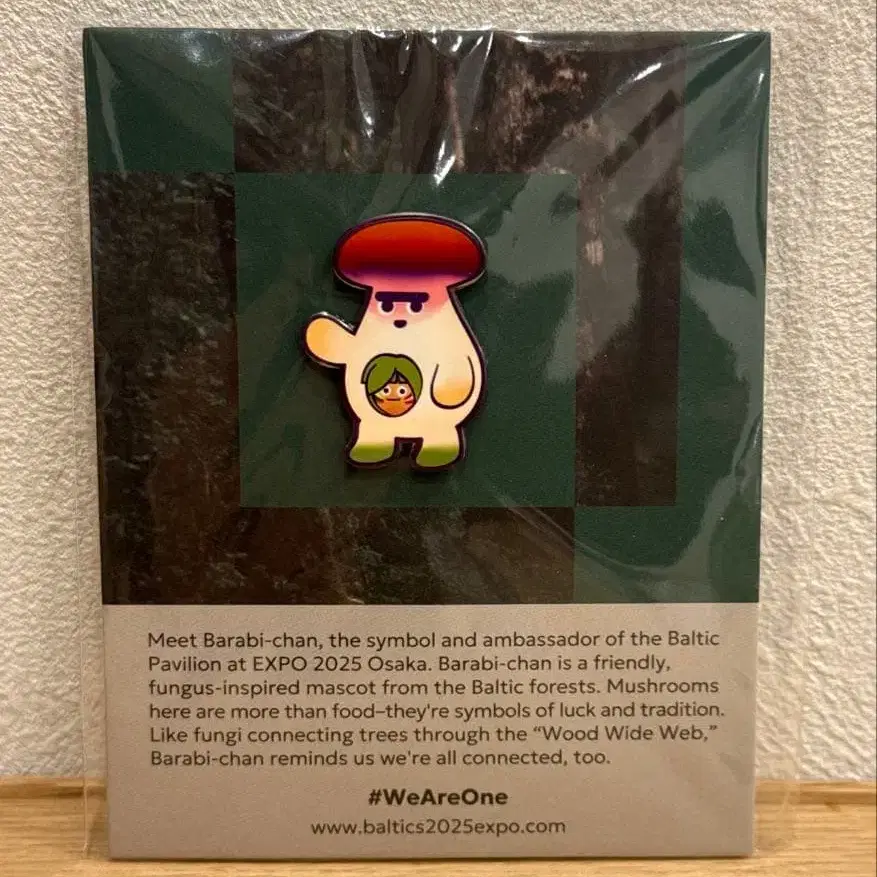 Meet Barabi-chan, the symbol and ambassador of the Baltic
Pavilion at EXPO 2025 Osaka. Barabi-chan is a friendly,
fungus-inspired mascot from the Baltic forests. Mushrooms
here are more than food–they're symbols of luck and tradition.
Like fungi connecting trees through the “Wood Wide Web,”
Barabi-chan reminds us we're all connected, too.
#WeAreOne
www.baltics2025expo.com